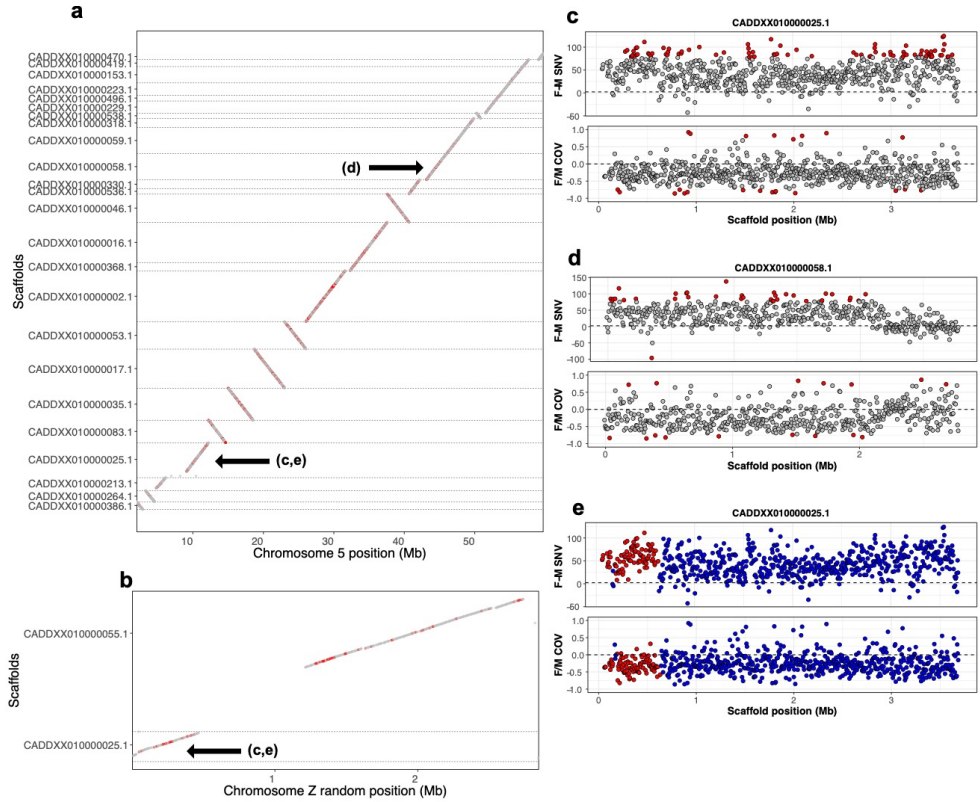 a
CADDXX010000470.1
CADDXX010000419.1
CADDXX010000153.1
CADDXX010000223.1
CADDXX010000496.1
CADDXX010000229.1
CADDXX010000538.1
CADDXX010000318.1
CADDXX010000059.1
CADDXX010000058.1
CADDXX010000330.1
CADDXX010000536.1
CADDXX010000046.1
CADDXX010000016.1
CADDXX010000368.1
CADDXX010000002.1
CADDXX010000053.1
CADDXX010000017.1
CADDXX010000035.1
CADDXX010000083.1
CADDXX010000025.1
CADDXX010000213.1
CADDXX010000264.1
CADDXX010000386.1
Scaffolds
(d)
(c,e)
10 20 30 40 50
Chromosome 5 position (Mb)
b
CADDXX010000055.1
CADDXX010000025.1
Scaffolds
(c,e)
1 2
Chromosome Z random position (Mb)
c
CADDXX010000025.1
F-M SNV
100
50
0
-60
F/M COV
1.0
0.5
0.0
-0.5
-1.0
0 1 2 3
Scaffold position (Mb)
d
CADDXX010000058.1
F-M SNV
150
100
50
0
-50
-100
F/M COV
1.0
0.5
0.0
-0.5
-1.0
0 1 2
Scaffold position (Mb)
e
CADDXX010000025.1
F-M SNV
100
50
0
-60
F/M COV
1.0
0.5
0.0
-0.5
-1.0
0 1 2 3
Scaffold position (Mb)